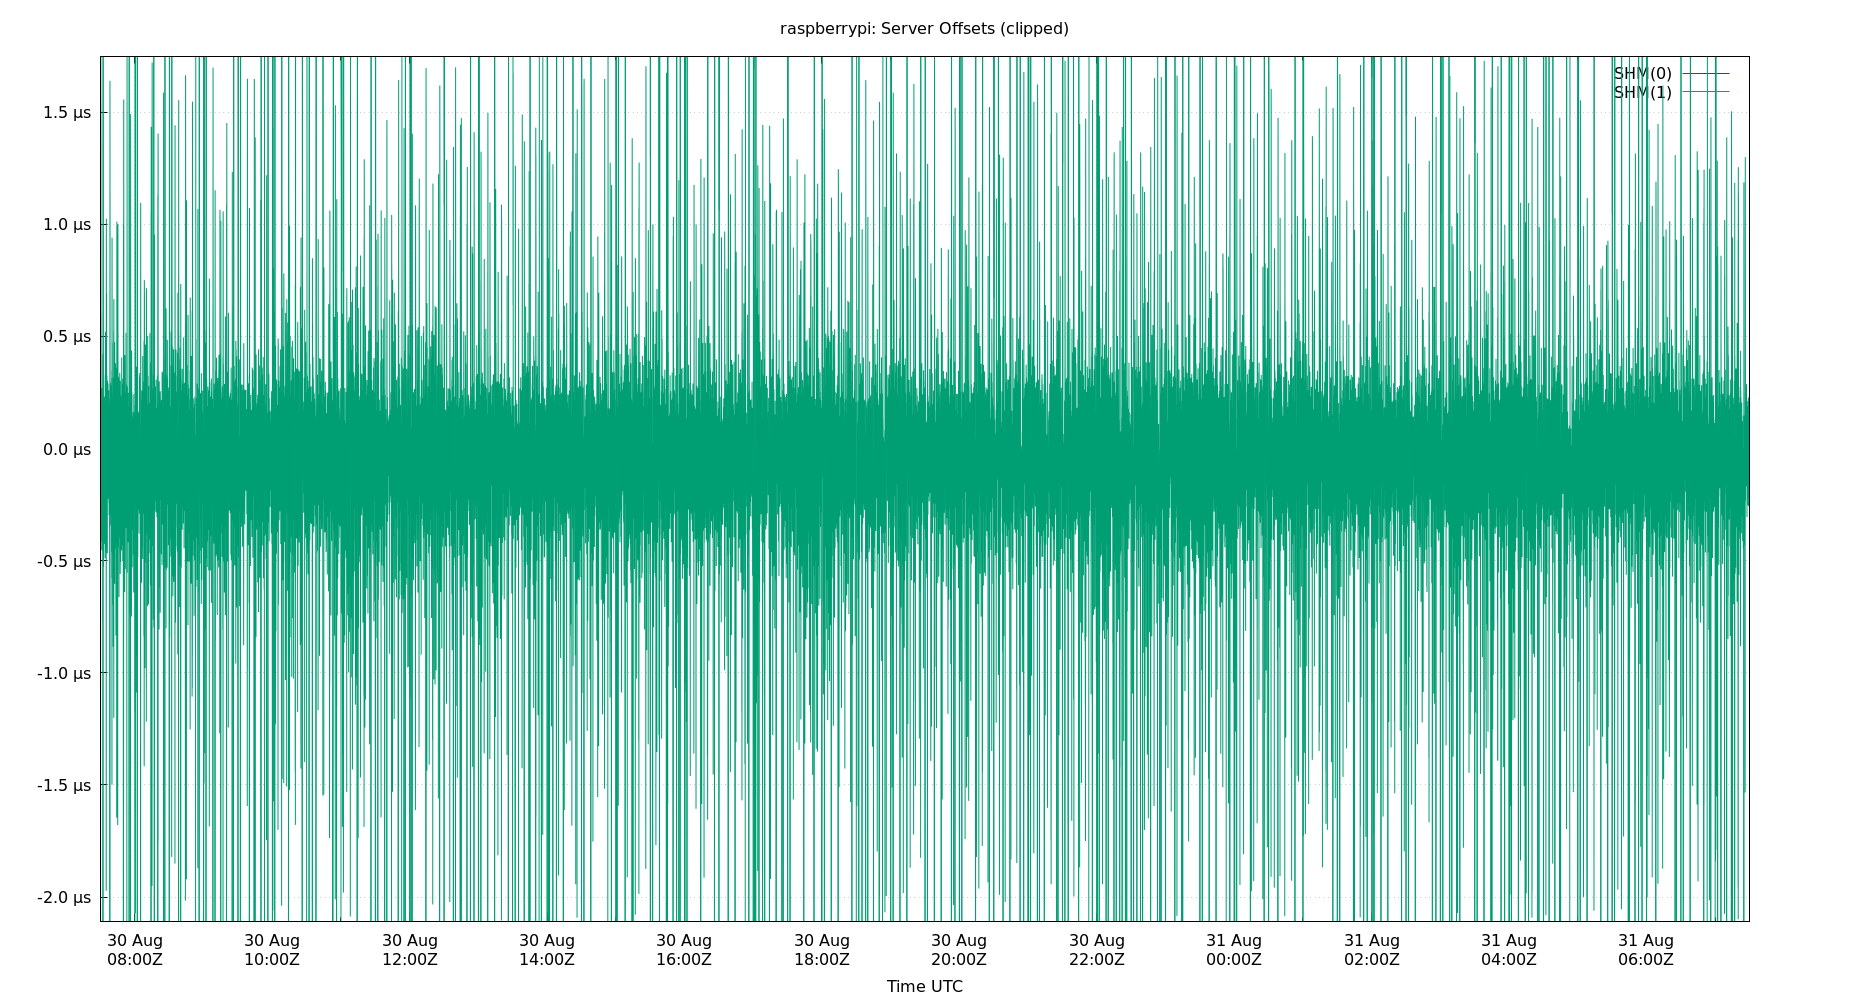 raspberrypi: Server Offsets (clipped)
SHM(0)
SHM(1)
1.5 µs
1.0 µs
0.5 µs
0.0 µs
-0.5 µs
-1.0 µs
-1.5 µs
-2.0 µs
30 Aug 30 Aug 30 Aug 30 Aug 30 Aug 30 Aug 30 Aug 30 Aug 31 Aug 31 Aug 31 Aug 31 Aug
08:00Z 10:00Z 12:00Z 14:00Z 16:00Z 18:00Z 20:00Z 22:00Z 00:00Z 02:00Z 04:00Z 06:00Z
Time UTC